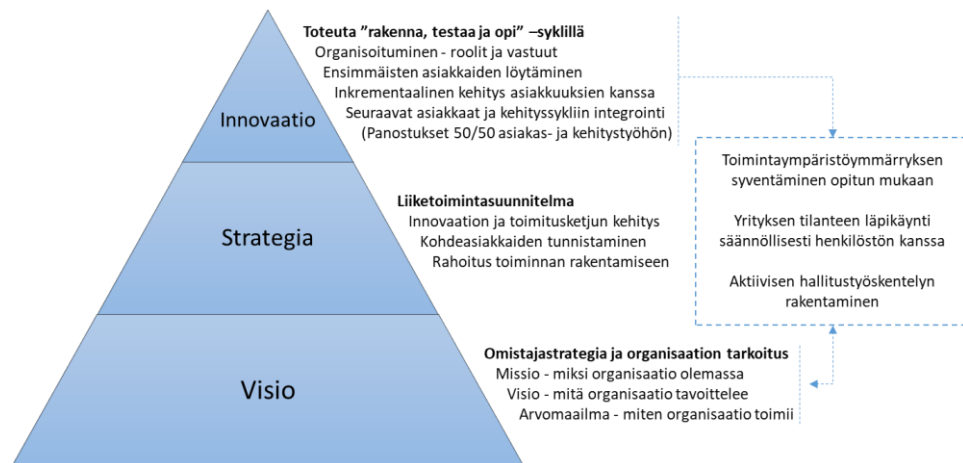 Toteuta ”rakenna, testaa ja opi” –syklillä
Organisoituminen - roolit ja vastuut
Ensimmäisten asiakkaiden löytäminen
Inkrementaalinen kehitys asiakkuuksien kanssa
Seuraavat asiakkaat ja kehityssykliin integrointi
(Panostukset 50/50 asiakas- ja kehitystyöhön)
Innovaatio
Toimintaympäristöymmärryksen
syventäminen opitun mukaan
Yrityksen tilanteen läpikäynti
säännöllisesti henkilöstön kanssa
Aktiivisen hallitustyöskentelyn
rakentaminen
Liiketoimintasuunnitelma
Innovaation ja toimitusketjun kehitys
Kohdeasiakkaiden tunnistaminen
Rahoitus toiminnan rakentamiseen
Strategia
Omistajastrategia ja organisaation tarkoitus
Missio - miksi organisaatio olemassa
Visio - mitä organisaatio tavoittelee
Arvomaailma - miten organisaatio toimii
Visio